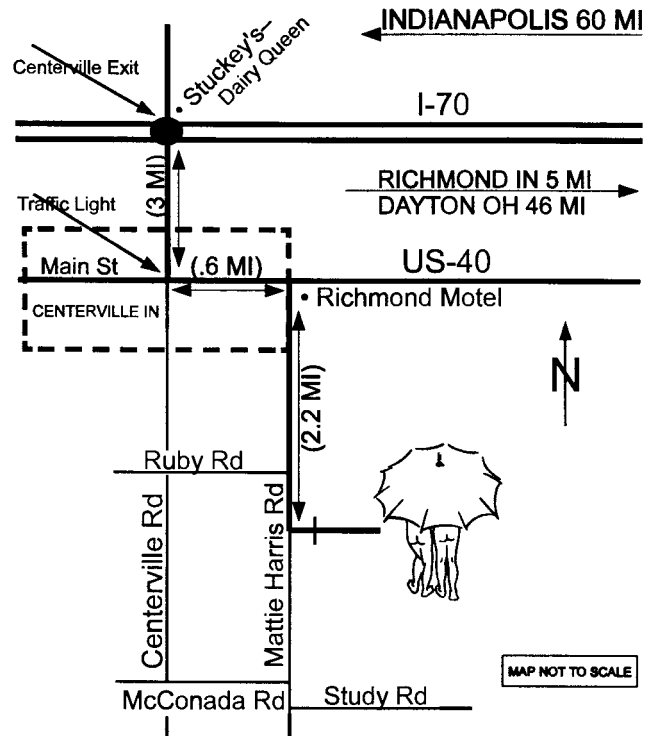 INDIANAPOLIS 60 MI
Centerville Exit
Stuckey's–
Dairy Queen
I-70
(3 MI)
RICHMOND IN 5 MI
DAYTON OH 46 MI
Traffic Light
Main St
(.6 MI)
US-40
CENTERVILLE IN
Richmond Motel
N
(2.2 MI)
Ruby Rd
Centerville Rd
Mattie Harris Rd
MAP NOT TO SCALE
McConada Rd
Study Rd